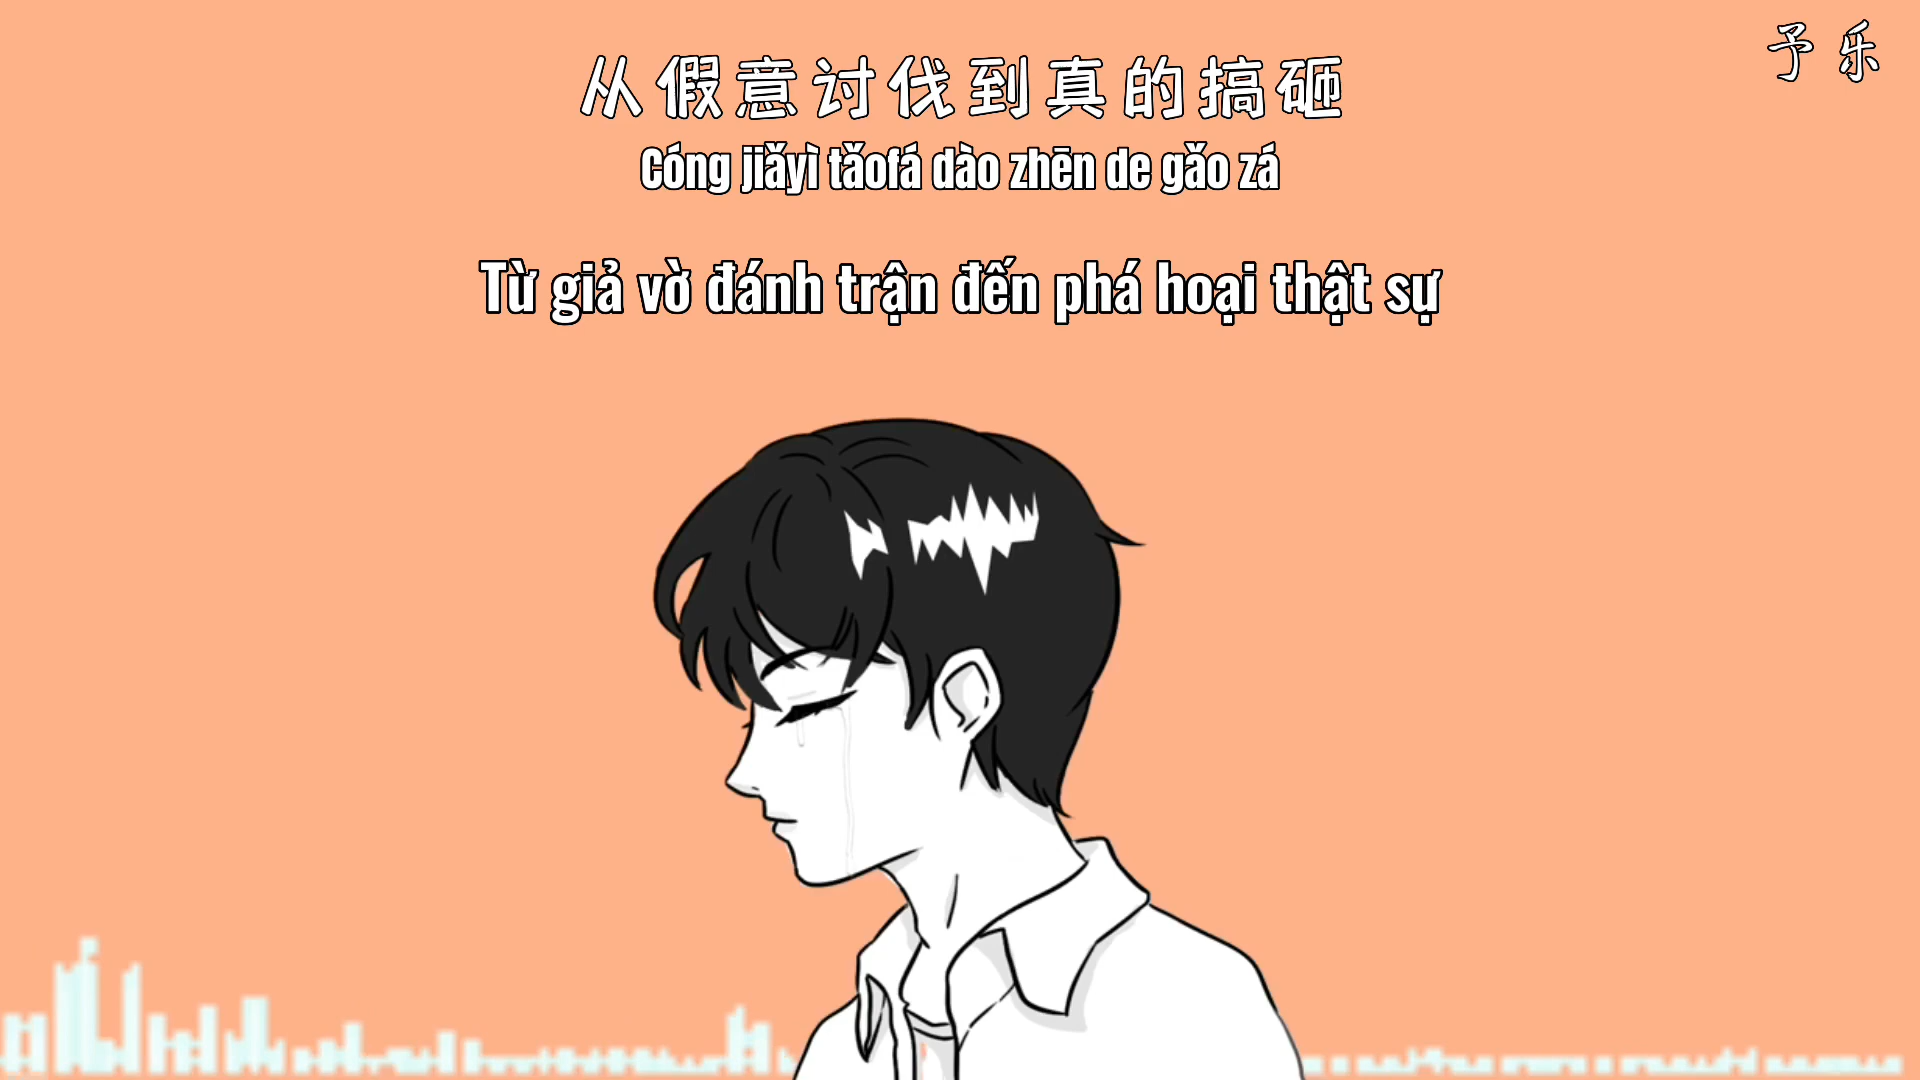 予乐
从假意讨伐到真的搞砸
Cóng jiǎyì tǎofá dào zhēn de gǎo zá
Từ giả vờ đánh trận đến phá hoại thật sự